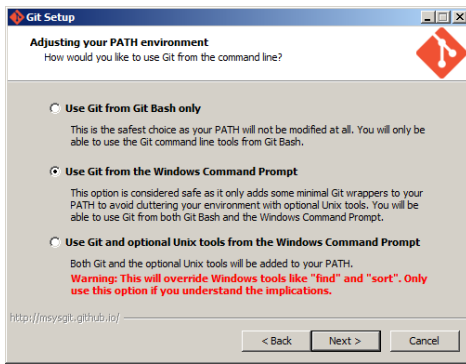 Git Setup
Adjusting your PATH environment
How would you like to use Git from the command line?
Use Git from Git Bash only
This is the safest choice as your PATH will not be modified at all. You will only be
able to use the Git command line tools from Git Bash.
Use Git from the Windows Command Prompt
This option is considered safe as it only adds some minimal Git wrappers to your
PATH to avoid cluttering your environment with optional Unix tools. You will be
able to use Git from both Git Bash and the Windows Command Prompt.
Use Git and optional Unix tools from the Windows Command Prompt
Both Git and the optional Unix tools will be added to your PATH.
Warning: This will override Windows tools like "find" and "sort". Only
use this option if you understand the implications.
http://msysgit.github.io/
< Back Next > Cancel